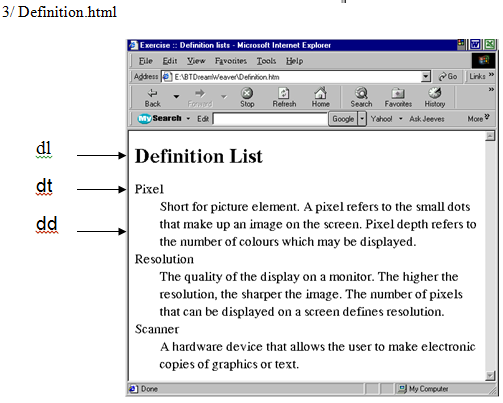 3/ Definition.html
Exercise :: Definition lists - Microsoft Internet Explorer
File Edit View Favorites Tools Help
Address E:\BTDreamWeaver\Definition.htm Go Links »
Back Forward Stop Refresh Home Search Favorites History »
My Search Edit Google Yahoo! Ask Jeeves More »
dl
Definition List
dt
Pixel
dd
Short for picture element. A pixel refers to the small dots
that make up an image on the screen. Pixel depth refers to
the number of colours which may be displayed.
Resolution
The quality of the display on a monitor. The higher the
resolution, the sharper the image. The number of pixels
that can be displayed on a screen defines resolution.
Scanner
A hardware device that allows the user to make electronic
copies of graphics or text.
Done My Computer